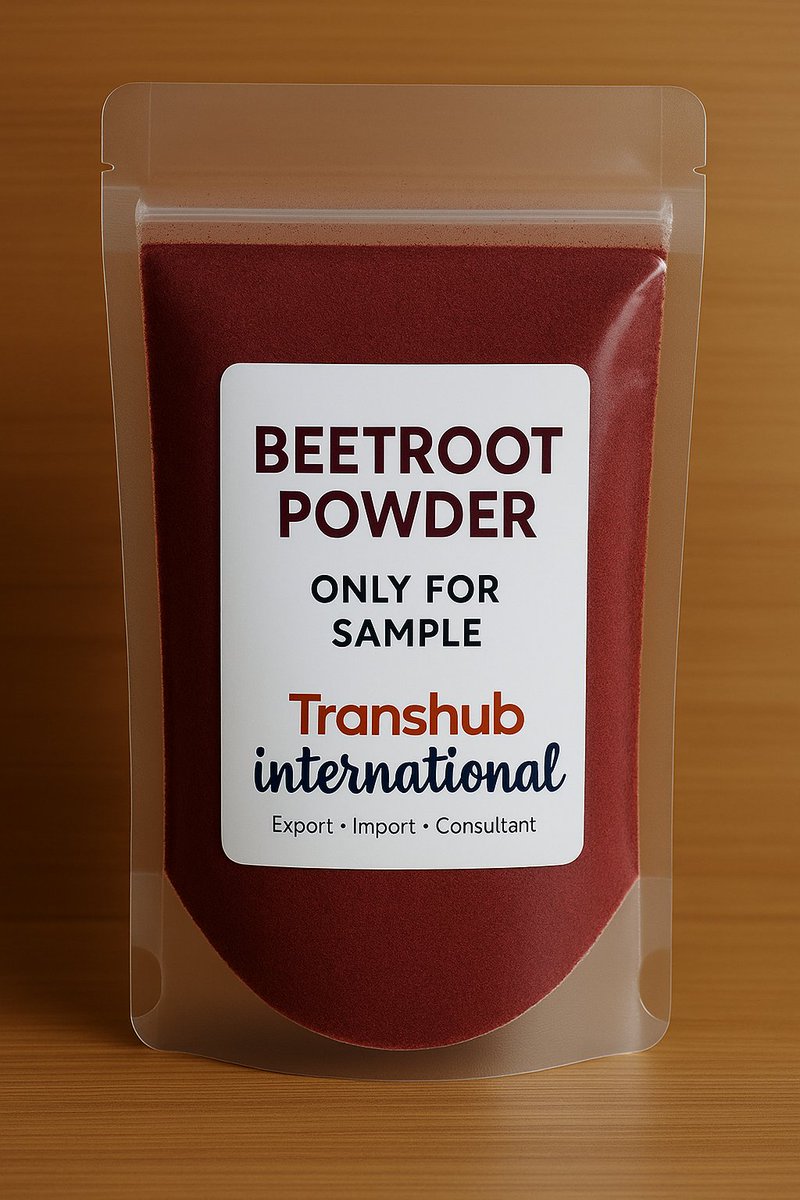 BEETROOT
POWDER
ONLY FOR
SAMPLE
Transhub
international
Export • Import • Consultant